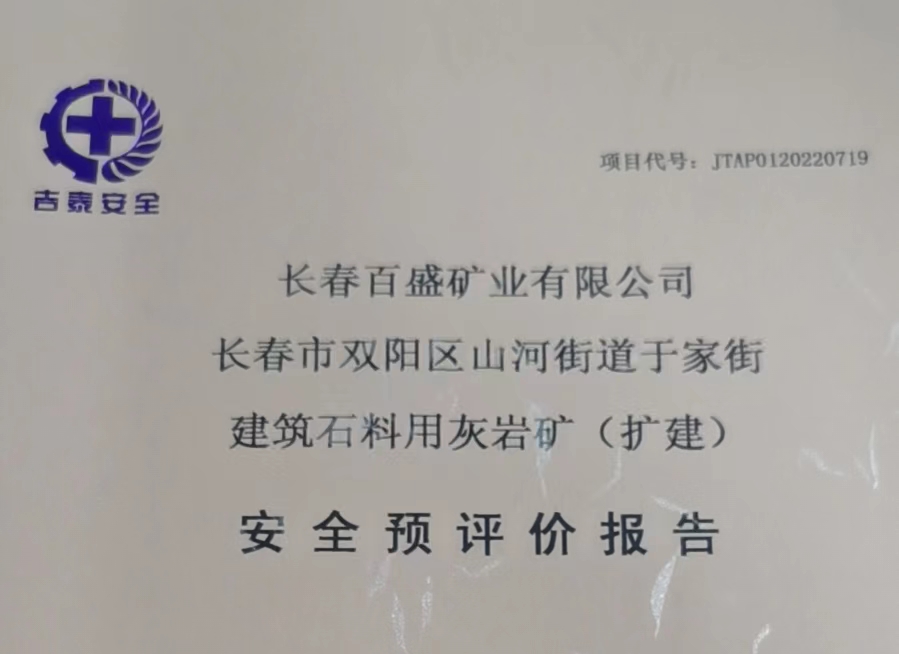 吉泰安全
项目代号：JTAP0120220719
长春百盛矿业有限公司
长春市双阳区山河街道于家街
建筑石料用灰岩矿（扩建）
安全预评价报告